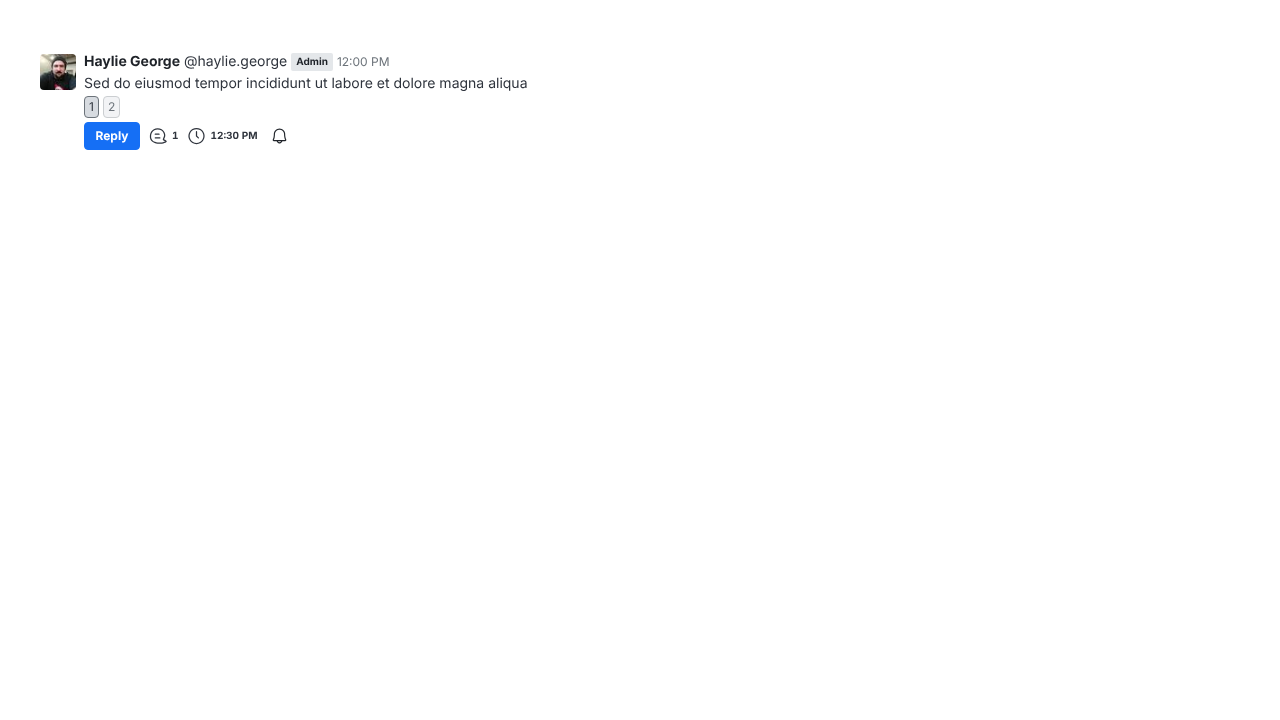 Haylie George @haylie.george Admin 12:00 PM
Sed do eiusmod tempor incididunt ut labore et dolore magna aliqua
1 2
Reply 1 12:30 PM